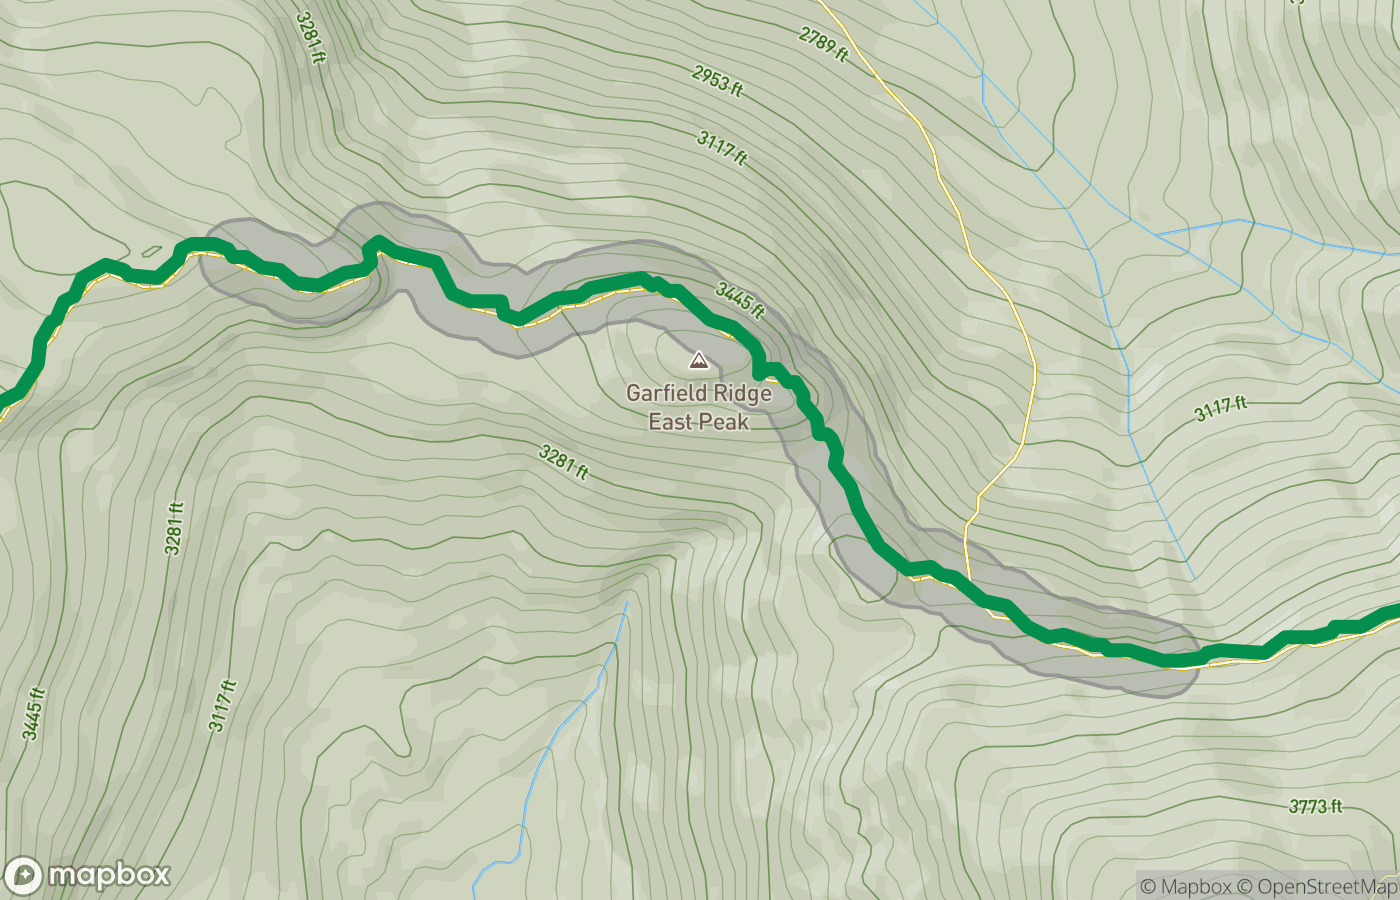 3281 ft
2789 ft
2953 ft
3117 ft
3445 ft
Garfield Ridge
East Peak
3117 ft
3281 ft
3281 ft
3445 ft
3117 ft
3773 ft
mapbox
© Mapbox © OpenStreetMap